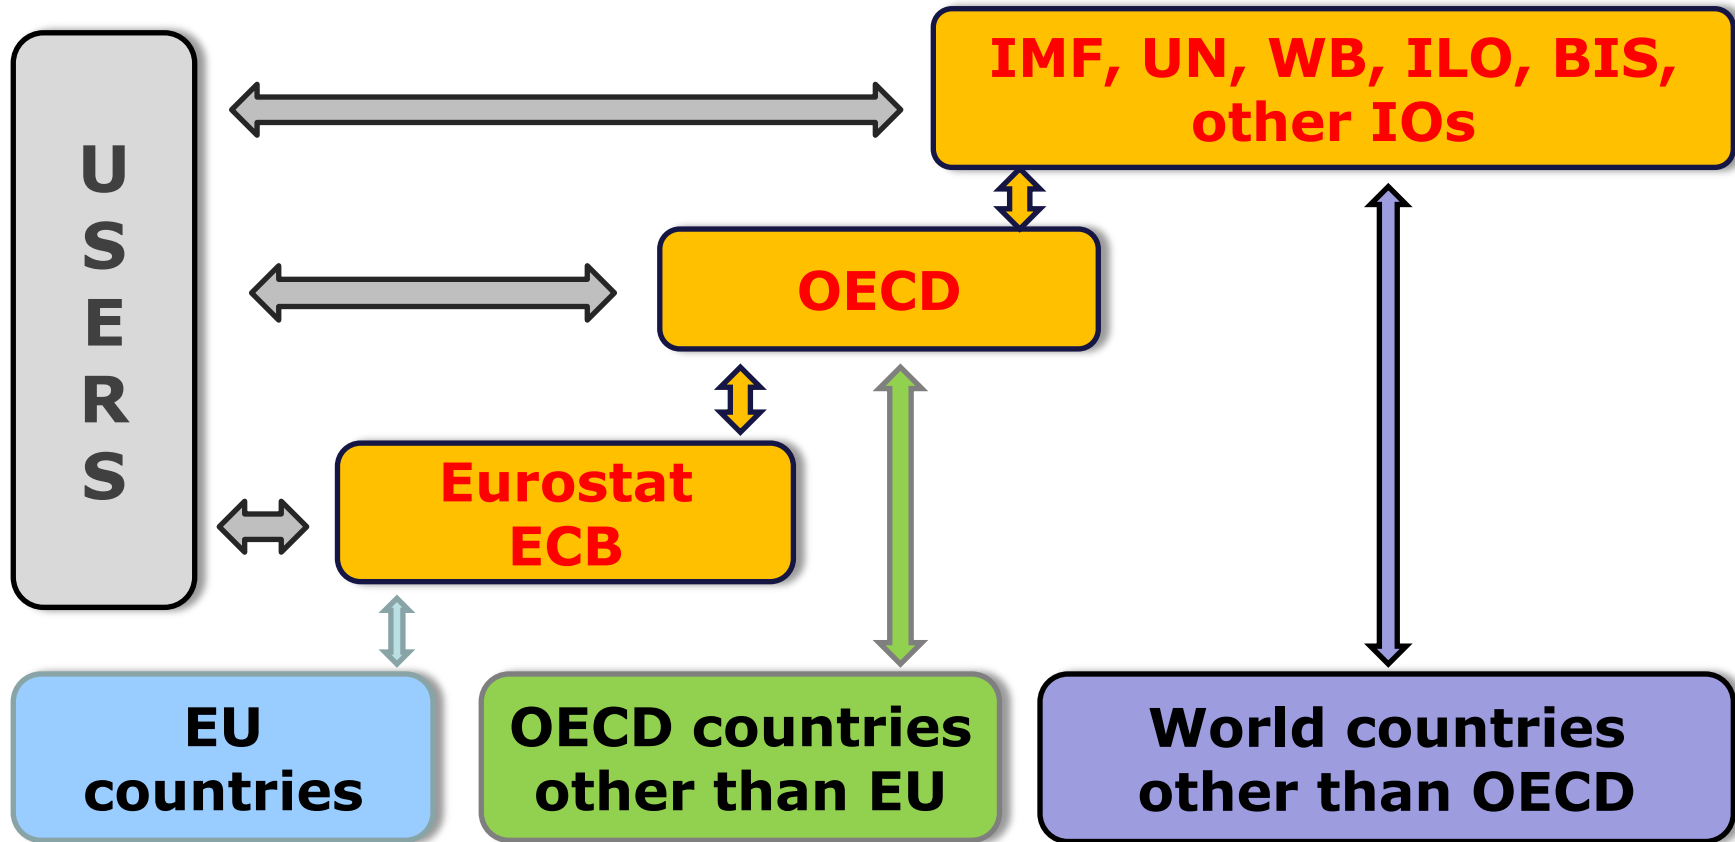 U
S
E
R
S
IMF, UN, WB, ILO, BIS,
other IOs
OECD
Eurostat
ECB
EU
countries
OECD countries
other than EU
World countries
other than OECD